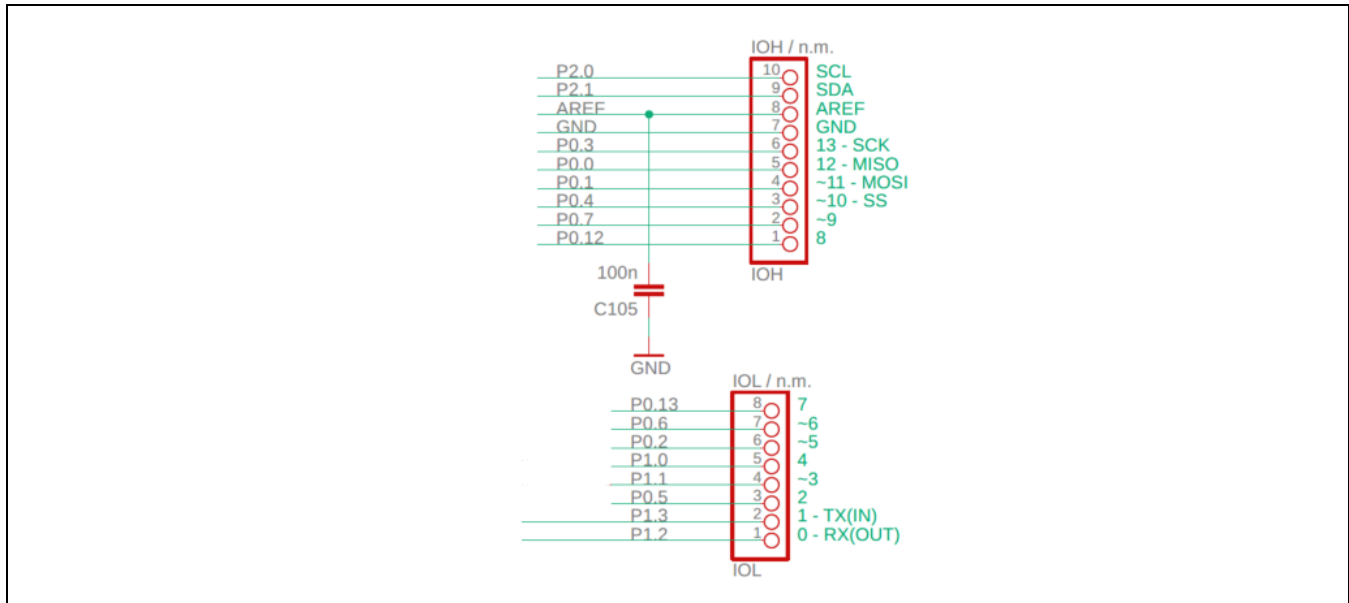 IOH / n.m.
P2.0 10 SCL
P2.1 9 SDA
AREF 8 AREF
GND 7 GND
P0.3 6 13 - SCK
P0.0 5 12 - MISO
P0.1 4 ~11 - MOSI
P0.4 3 ~10 - SS
P0.7 2 ~9
P0.12 1 8
IOH
100n
C105
GND
IOL / n.m.
P0.13 8 7
P0.6 7 ~6
P0.2 6 ~5
P1.0 5 4
P1.1 4 ~3
P0.5 3 2
P1.3 2 1 - TX(IN)
P1.2 1 0 - RX(OUT)
IOL